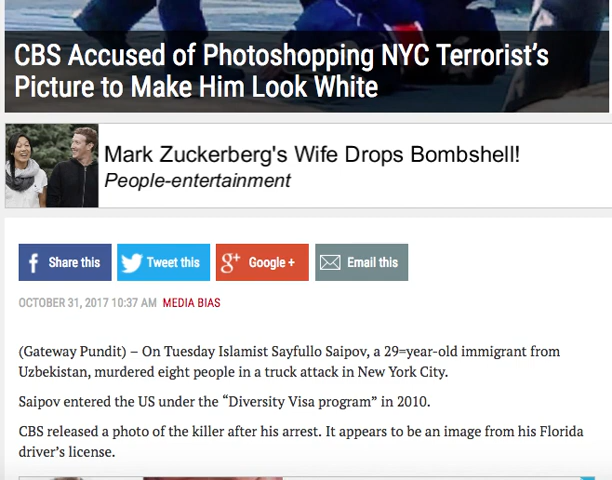 CBS Accused of Photoshopping NYC Terrorist's
Picture to Make Him Look White
Mark Zuckerberg's Wife Drops Bombshell!
People-entertainment
f Share this
Tweet this
g+ Google +
Email this
OCTOBER 31, 2017 10:37 AM MEDIA BIAS
(Gateway Pundit) – On Tuesday Islamist Sayfullo Saipov, a 29=year-old immigrant from
Uzbekistan, murdered eight people in a truck attack in New York City.
Saipov entered the US under the “Diversity Visa program” in 2010.
CBS released a photo of the killer after his arrest. It appears to be an image from his Florida
driver’s license.